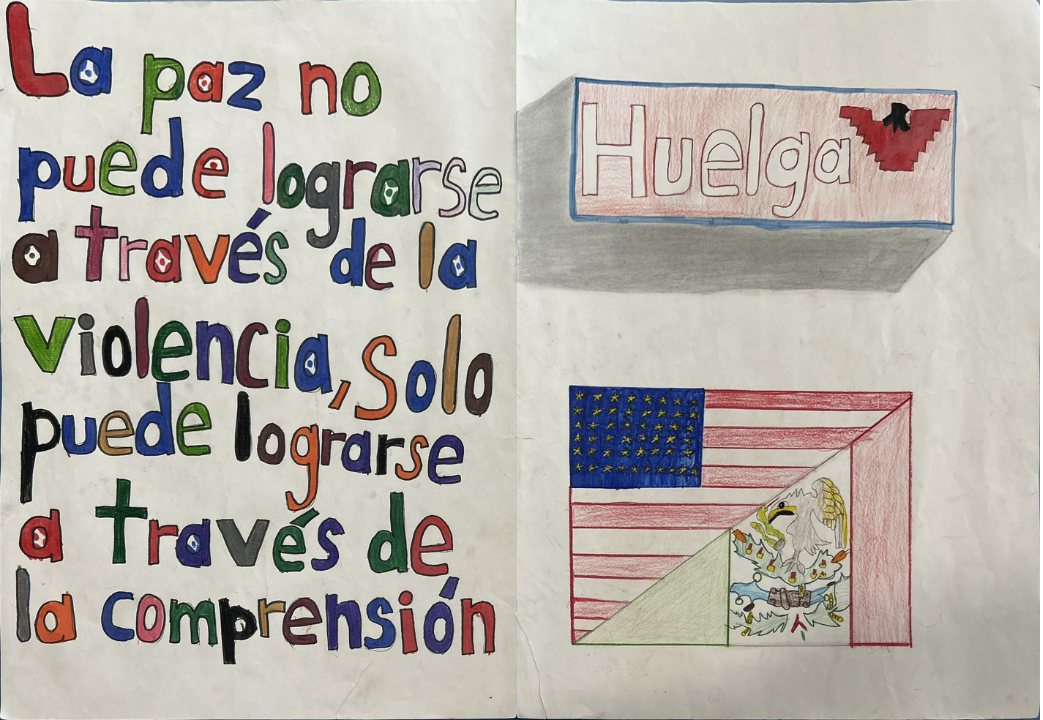 La paz no
puede lograrse
a través de la
violencia, Solo
puede lograrse
a través de
la comprensión
Huelga